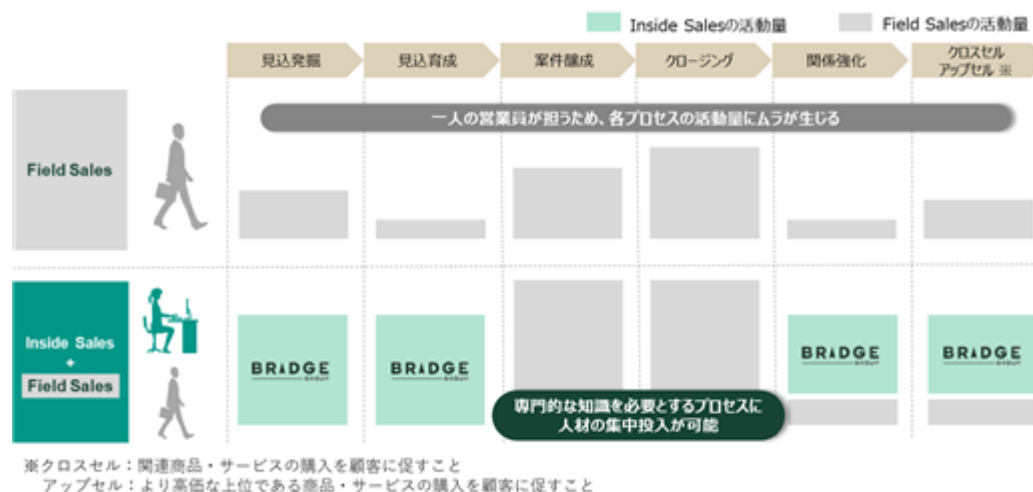 Inside Salesの活動量
Field Salesの活動量
見込発掘
見込育成
案件醸成
クロージング
関係強化
クロスセル
アップセル ※
一人の営業員が担うため、各プロセスの活動量にムラが生じる
Field Sales
Inside Sales
+
Field Sales
BRIDGE
GROUP
BRIDGE
GROUP
BRIDGE
GROUP
BRIDGE
GROUP
専門的な知識を必要とするプロセスに
人材の集中投入が可能
※クロスセル：関連商品・サービスの購入を顧客に促すこと
アップセル：より高価な上位である商品・サービスの購入を顧客に促すこと